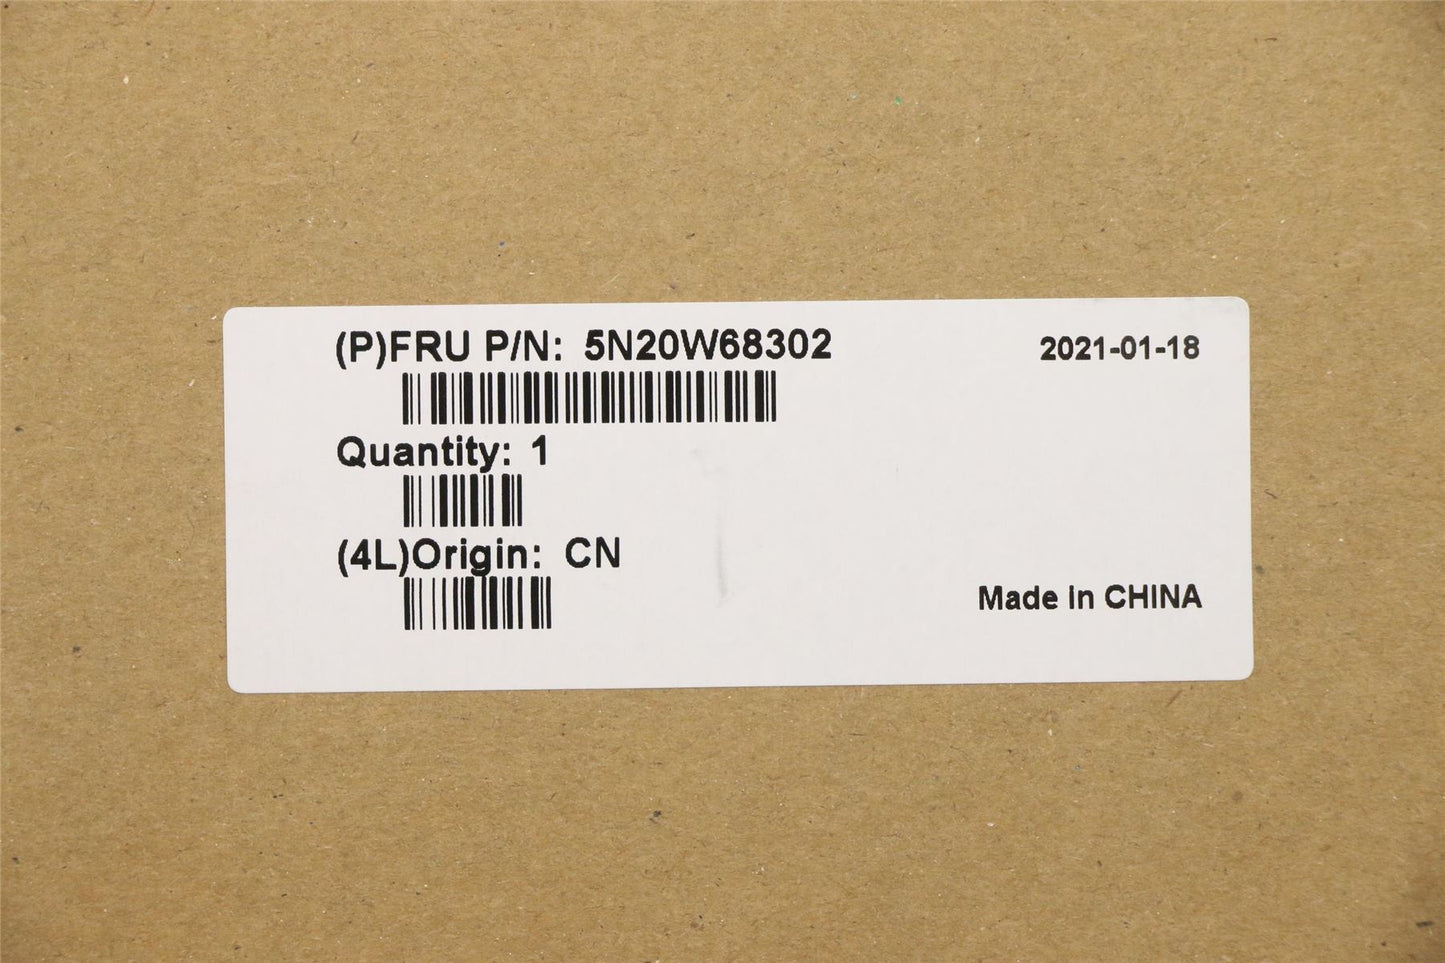 (P)FRU P/N: 5N20W68302
2021-01-18
Quantity: 1
(4L)Origin: CN
Made in CHINA